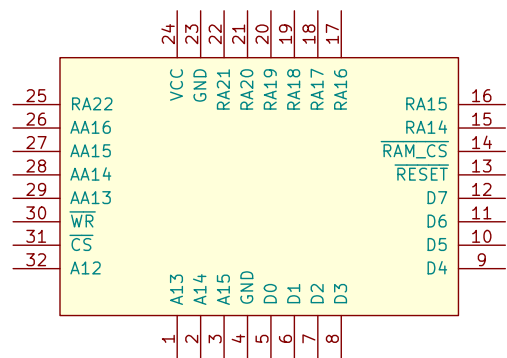 24 23 22 21 20 19 18 17
VCC GND RA21 RA20 RA19 RA18 RA17 RA16
25 RA22 RA15 16
26 AA16 RA14 15
27 AA15 RAM_CS 14
28 AA14 RESET 13
29 AA13 D7 12
30 WR D6 11
31 CS D5 10
32 A12 D4 9
A13 A14 A15 GND D0 D1 D2 D3
1 2 3 4 5 6 7 8